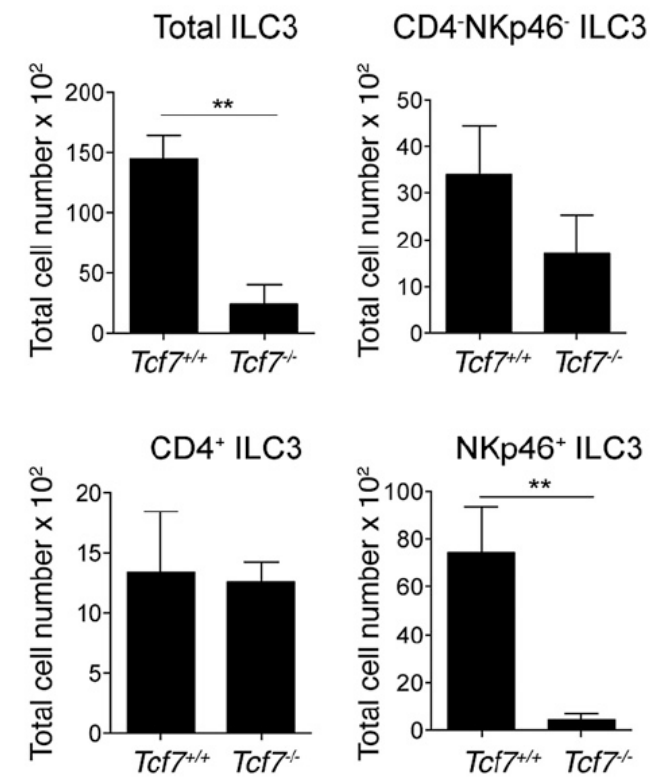 Total ILC3
Total cell number x 10²
200
150
100
50
0
**
Tcf7+/+ Tcf7-/-
CD4-NKp46- ILC3
Total cell number x 10²
50
40
30
20
10
0
Tcf7+/+ Tcf7-/-
CD4+ ILC3
Total cell number x 10²
20
15
10
5
0
Tcf7+/+ Tcf7-/-
NKp46+ ILC3
Total cell number x 10²
100
80
60
40
20
0
**
Tcf7+/+ Tcf7-/-